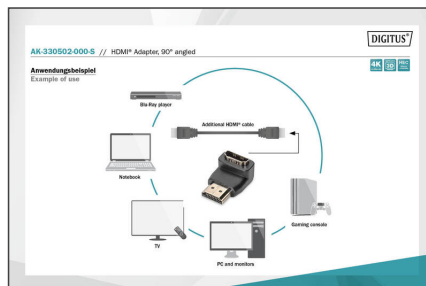 DIGITUS®
AK-330502-000-S // HDMI® Adapter, 90° angled
4K
3D
Anwendungsbeispiel
Example of use
Blu-Ray player
Additional HDMI® cable
Notebook
Gaming console
TV
PC and monitors